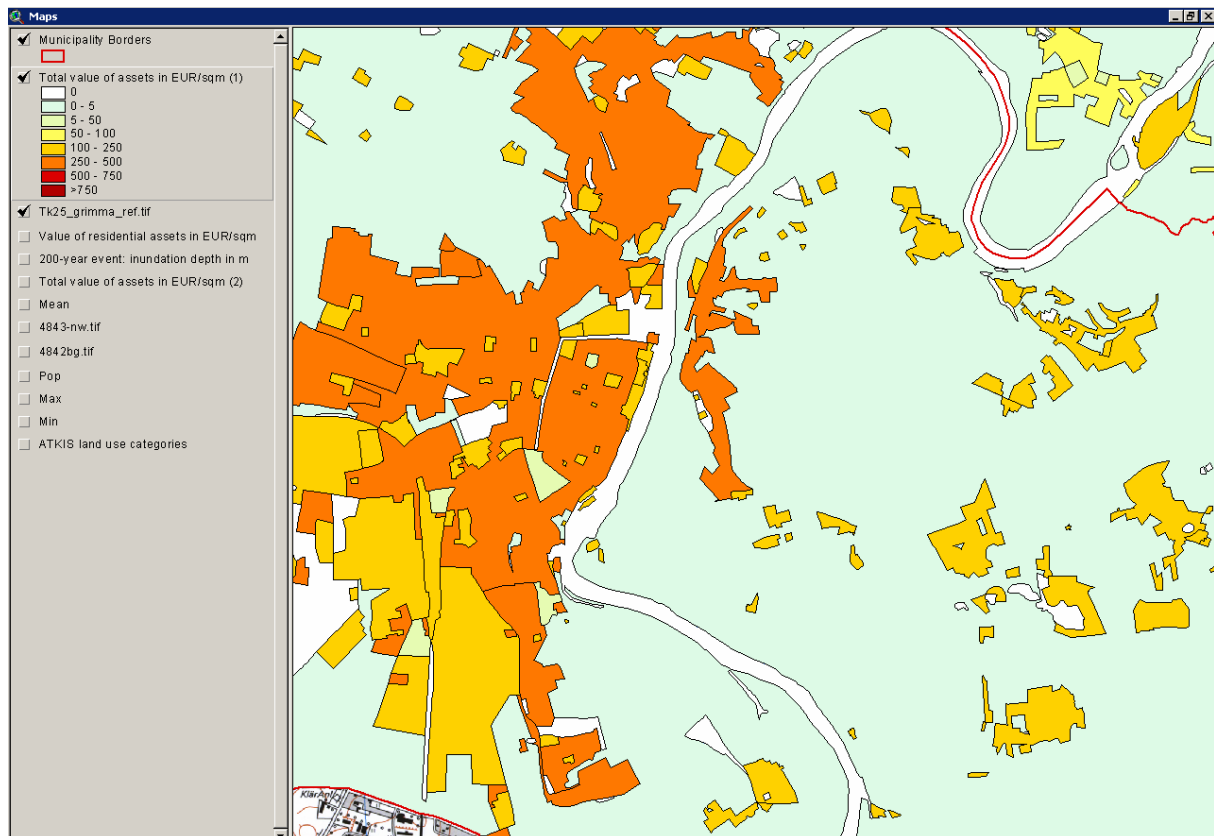 Maps
Municipality Borders
Total value of assets in EUR/sqm (1)
0
0 - 5
5 - 50
50 - 100
100 - 250
250 - 500
500 - 750
>750
Tk25_grimma_ref.tif
Value of residential assets in EUR/sqm
200-year event: inundation depth in m
Total value of assets in EUR/sqm (2)
Mean
4843-nw.tif
4842bg.tif
Pop
Max
Min
ATKIS land use categories